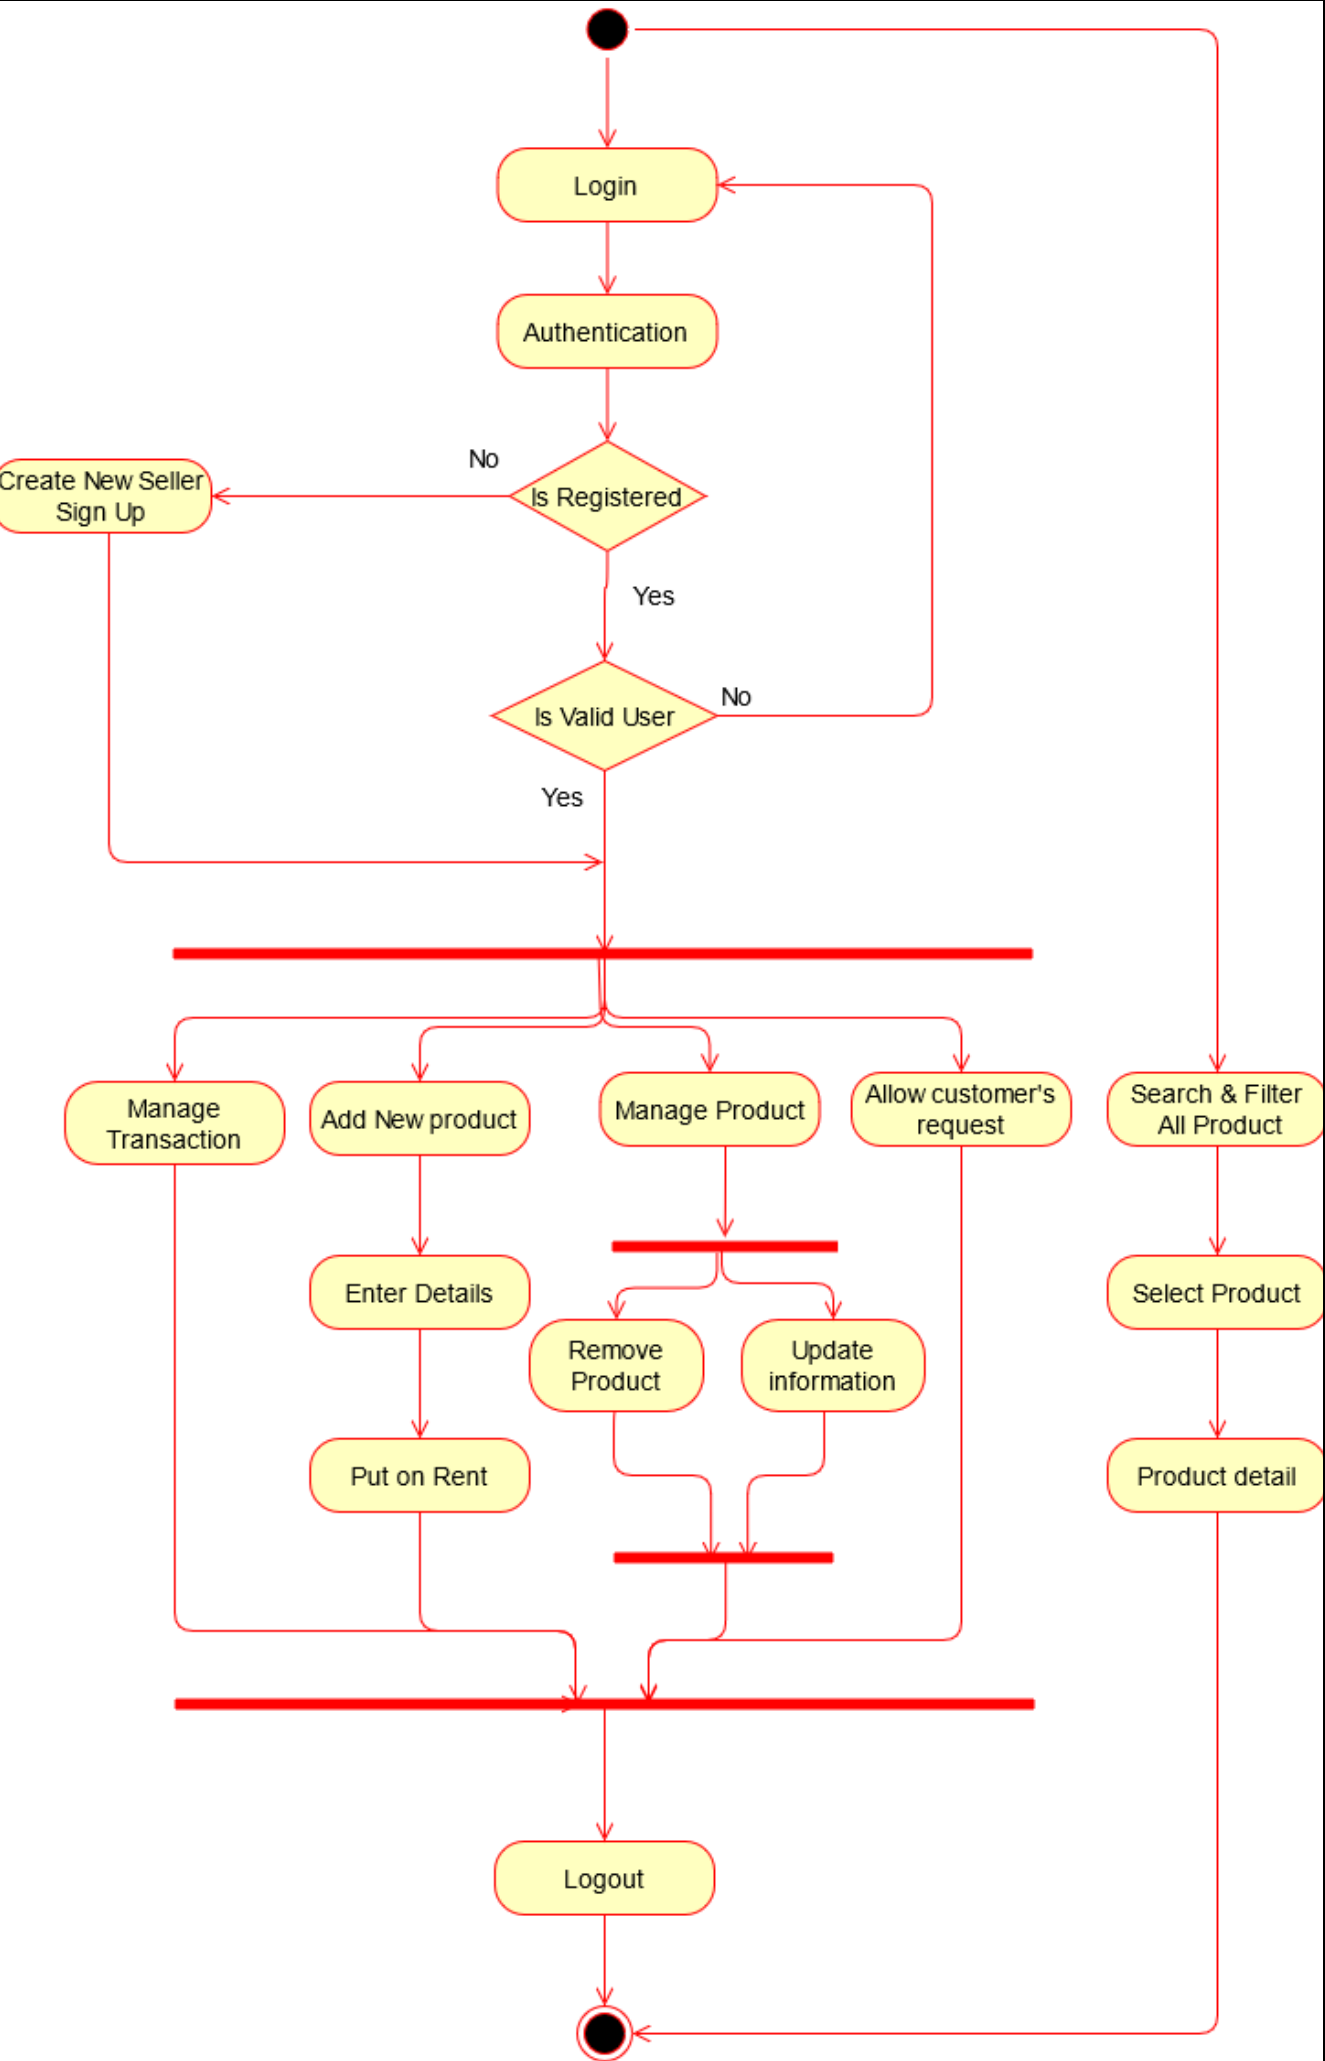 Login
Authentication
No
Is Registered
Create New Seller
Sign Up
Yes
Is Valid User
No
Yes
Manage
Transaction
Add New product
Manage Product
Allow customer's
request
Search & Filter
All Product
Enter Details
Select Product
Remove
Product
Update
information
Put on Rent
Product detail
Logout